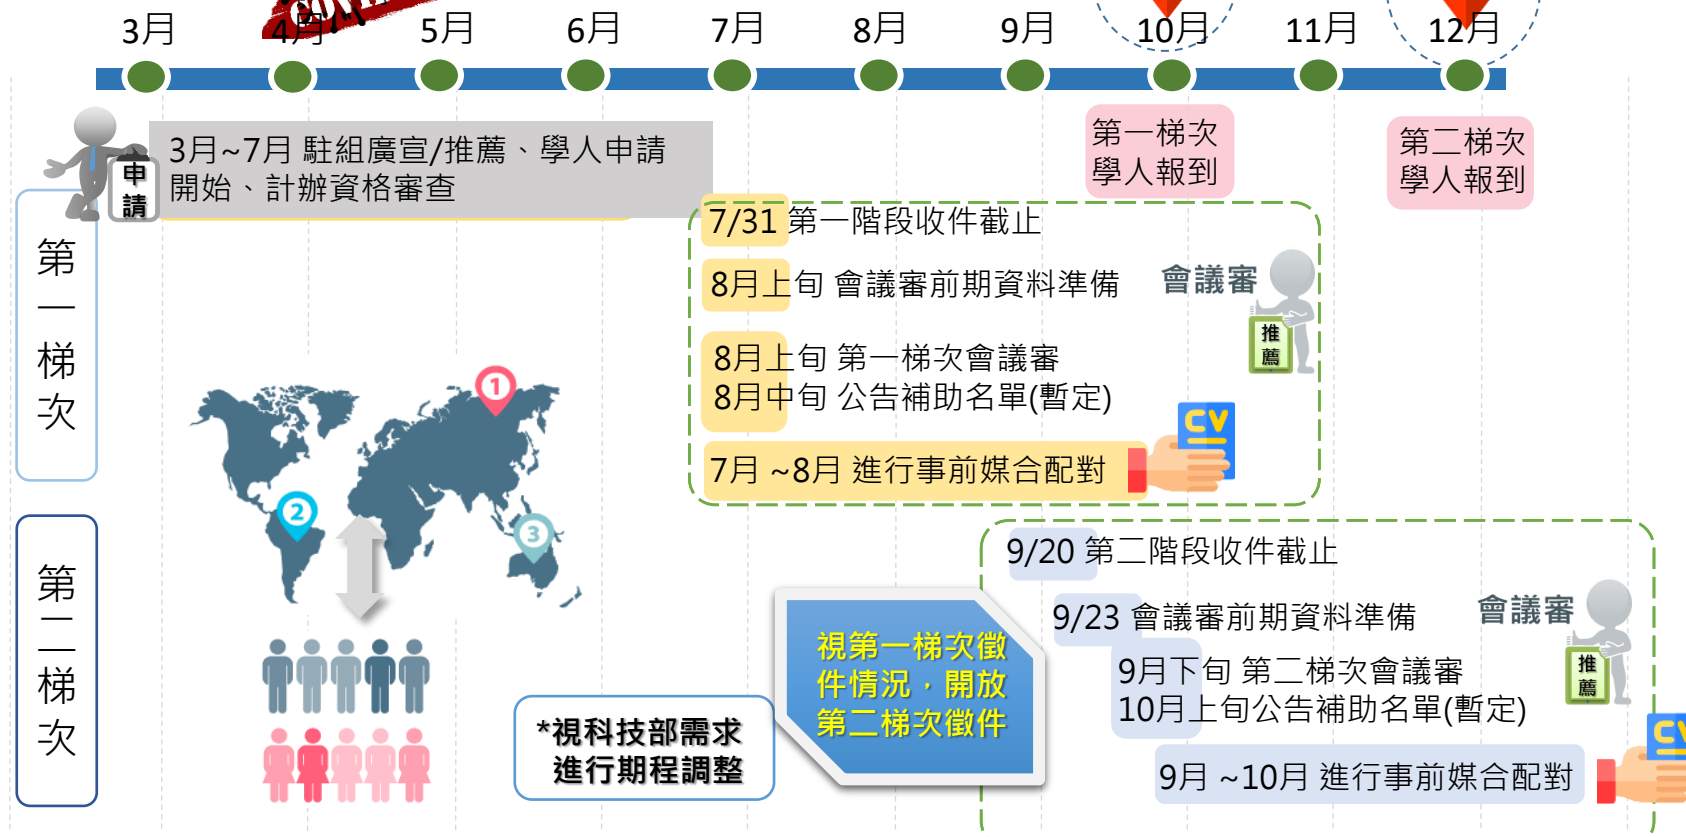 3月
4月
5月
6月
7月
8月
9月
10月
11月
12月
3月~7月 駐組廣宣/推薦、學人申請
開始、計辦資格審查
申
請
第一梯次
學人報到
第二梯次
學人報到
第一梯次
7/31 第一階段收件截止
8月上旬 會議審前期資料準備
會議審
推
薦
8月上旬 第一梯次會議審
8月中旬 公告補助名單(暫定)
CV
7月 ~8月 進行事前媒合配對
1
2
3
第二梯次
9/20 第二階段收件截止
9/23 會議審前期資料準備
會議審
推
薦
9月下旬 第二梯次會議審
10月上旬公告補助名單(暫定)
9月 ~10月 進行事前媒合配對
視第一梯次徵
件情況，開放
第二梯次徵件
*視科技部需求
進行期程調整